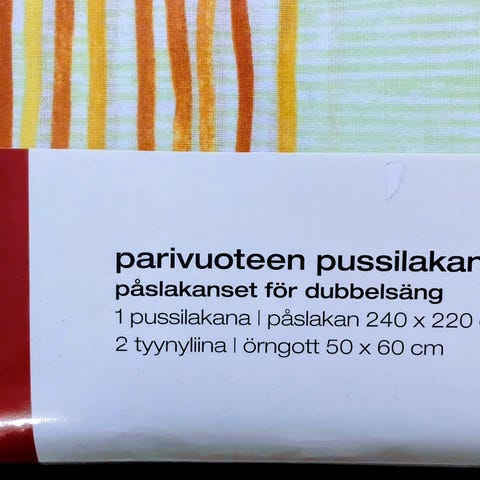 parivuoteen pussilakan
påslakanset för dubbelsäng
1 pussilakana | påslakan 240 x 220
2 tyynyliina | örngott 50 x 60 cm